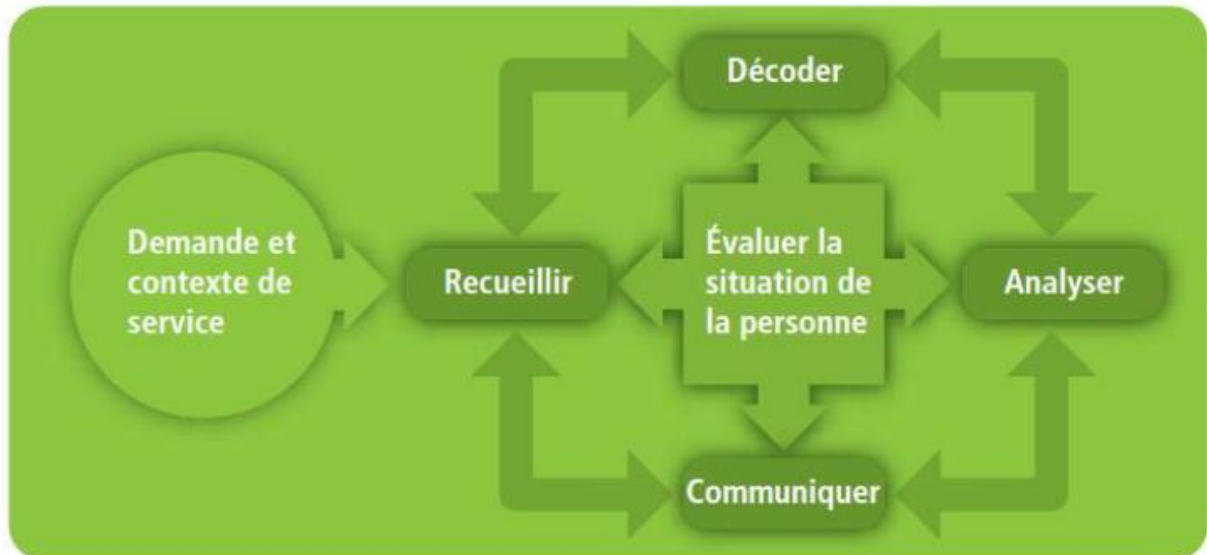 Décoder
Demande et
contexte de
service
Recueillir
Évaluer la
situation de
la personne
Analyser
Communiquer